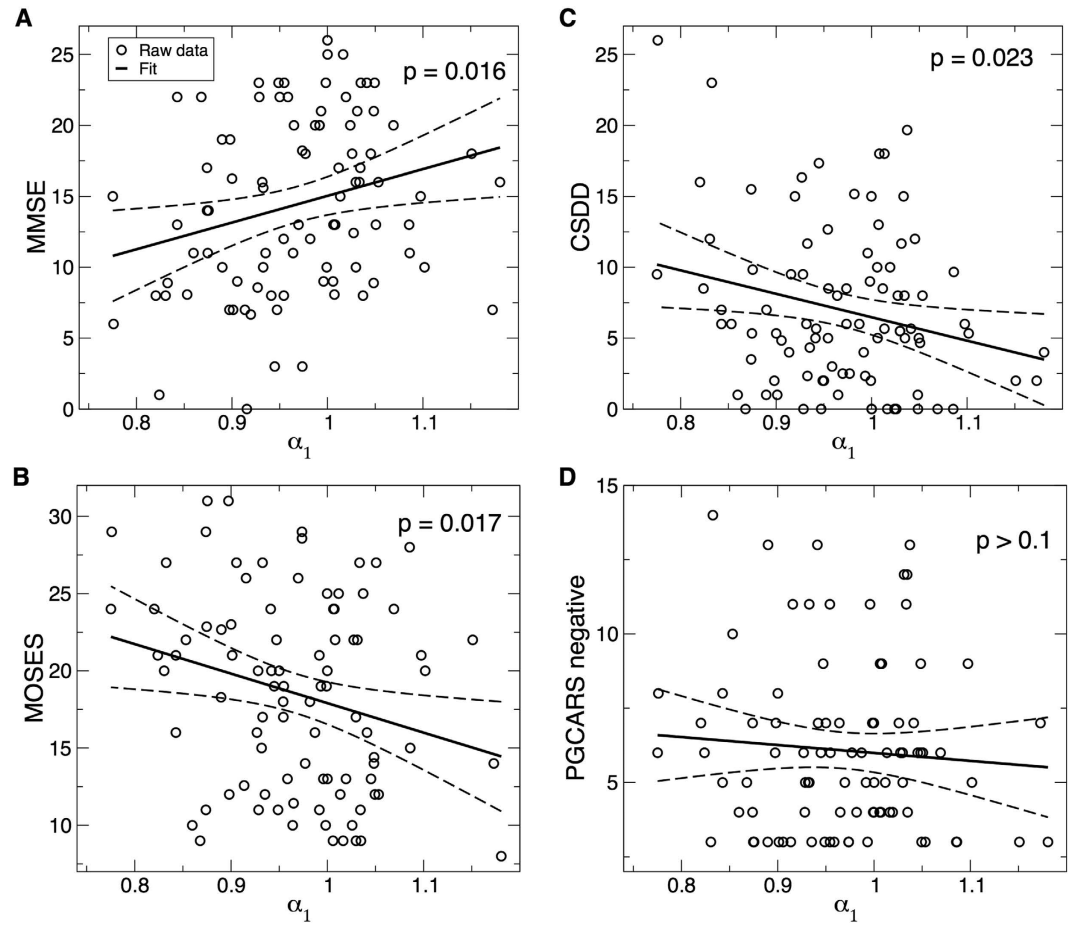 A
MMSE
25
20
15
10
5
0
Raw data
Fit
p = 0.016
0.8 0.9 1 1.1
α1
C
CSDD
25
20
15
10
5
0
p = 0.023
0.8 0.9 1 1.1
α1
B
MOSES
30
25
20
15
10
p = 0.017
0.8 0.9 1 1.1
α1
D
PGCARS negative
15
10
5
p > 0.1
0.8 0.9 1 1.1
α1